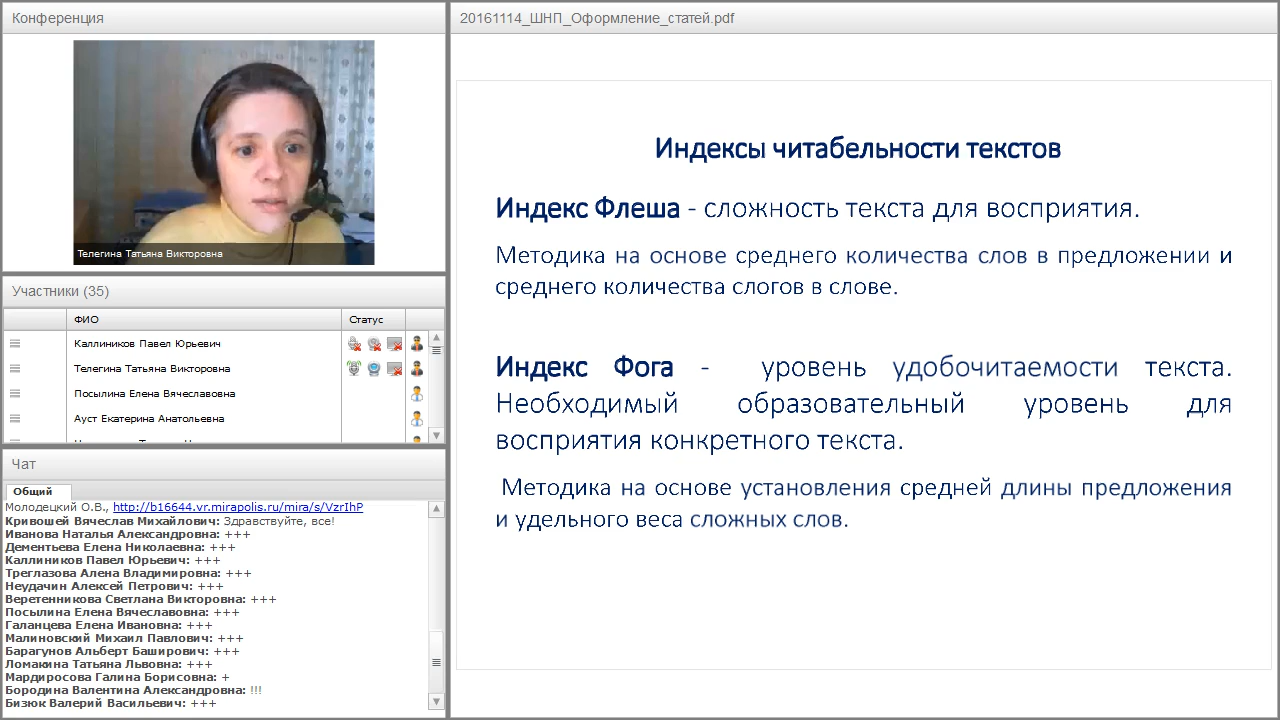 Конференция
Телегина Татьяна Викторовна
Участники (35)
ФИО Статус
Каллиников Павел Юрьевич
Телегина Татьяна Викторовна
Посылина Елена Вячеславовна
Ауст Екатерина Анатольевна
Чат
Общий
Молодецкий О.В., http://b16644.vr.mirapolis.ru/mira/s/VzrIhP
Кривошей Вячеслав Михайлович: Здравствуйте, все!
Иванова Наталья Александровна: +++
Дементьева Елена Николаевна: +++
Каллиников Павел Юрьевич: +++
Треглазова Алена Владимировна: +++
Неудачин Алексей Петрович: +++
Веретенникова Светлана Викторовна: +++
Посылина Елена Вячеславовна: +++
Галанцева Елена Ивановна: +++
Малиновский Михаил Павлович: +++
Барагунов Альберт Баширович: +++
Ломакина Татьяна Львовна: +++
Мардиросова Галина Борисовна: +
Бородина Валентина Александровна: !!!
Бизюк Валерий Васильевич: +++
20161114_ШНП_Оформление_статей.pdf
Индексы читабельности текстов
Индекс Флеша - сложность текста для восприятия.
Методика на основе среднего количества слов в предложении и
среднего количества слогов в слове.
Индекс Фога - уровень удобочитаемости текста.
Необходимый образовательный уровень для
восприятия конкретного текста.
Методика на основе установления средней длины предложения
и удельного веса сложных слов.